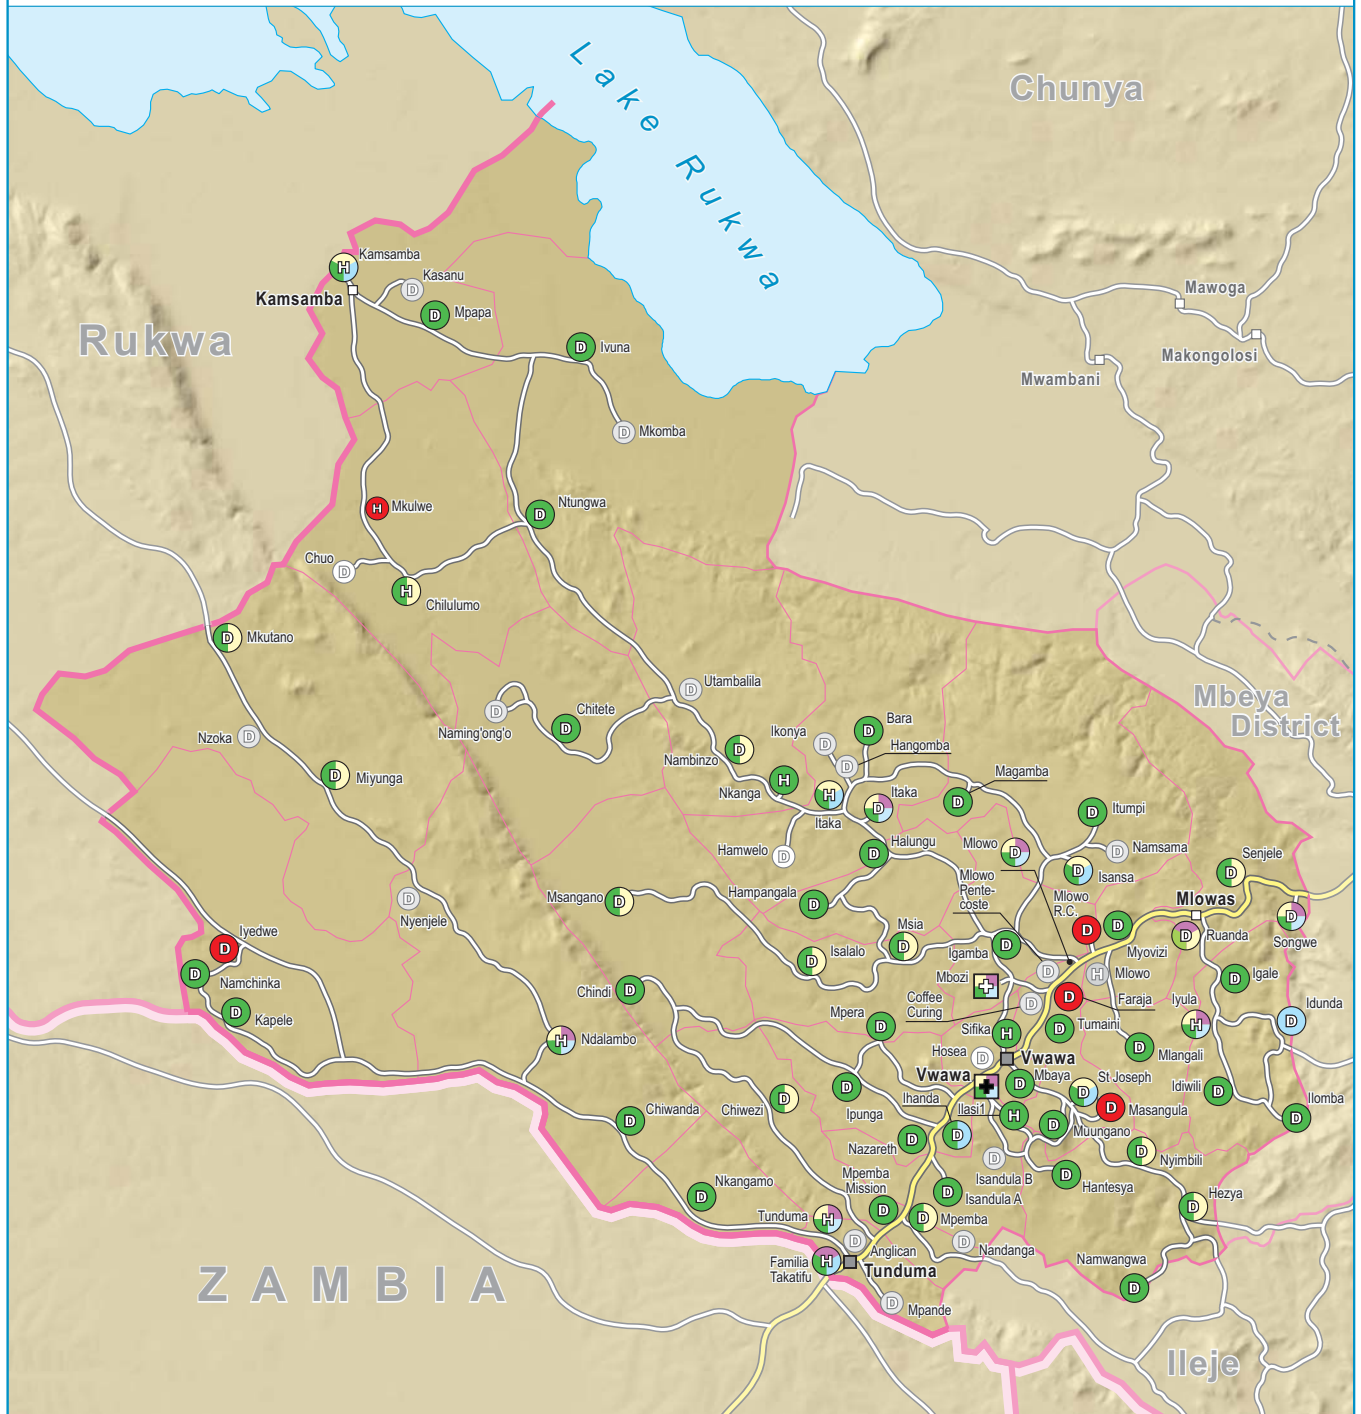 Lake Rukwa
Chunya
Kamsamba
H
Kasanu
D
Kamsamba
Mpapa
D
Mawoga
Rukwa
Ivuna
D
Makongolosi
Mwambani
Mkomba
D
Mkulwe
H
Ntungwa
D
Chuo
D
Chilulumo
H
Mkutano
D
Utambalila
D
Mbeya
District
Naming'ong'o
D
Chitete
D
Bara
D
Ikonya
D
Hangomba
D
Nzoka
D
Nambinzo
D
Miyunga
D
Nkanga
H
Magamba
D
Itaka
H
Itaka
D
Itumpi
D
Halungu
D
Mlowo
D
Namsama
D
Hamwelo
D
Senjele
D
Isansa
D
Mlowo
Pente-
coste
D
Mlowo
R.C.
D
Mlowas
Msangano
D
Hampangala
D
Nyenjele
D
Msia
D
Igamba
D
Myovizi
D
Ruanda
D
Songwe
D
Iyedwe
D
Isalalo
D
Namchinka
D
Mbozi
Mlowo
H
Igale
D
Chindi
D
Coffee
Curing
D
Faraja
D
Iyula
H
Idunda
D
Kapele
D
Mpera
D
Sifika
H
Tumaini
D
Ndalambo
H
Hosea
D
Vwawa
Mlangali
D
Vwawa
Mbaya
D
St Joseph
D
Idiwili
D
Ilomba
D
Chiwezi
D
Ipunga
D
Ihanda
D
Ilasi1
H
Masangula
D
Chiwanda
D
Muungano
D
Nazareth
D
Nyimbili
D
Isandula B
D
Mpemba
Mission
D
Isandula A
D
Hantesya
D
Nkangamo
D
Hezya
D
Tunduma
H
Mpemba
D
Anglican
D
Nandanga
D
Familia
Takatifu
H
Tunduma
Namwangwa
D
ZAMBIA
Mpande
D
Ileje